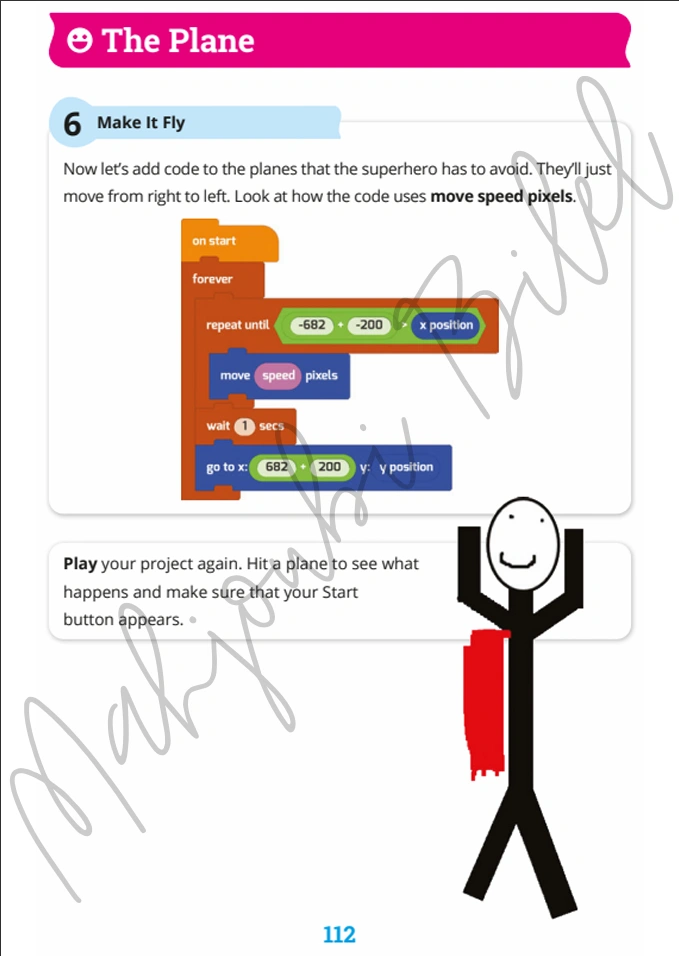 The Plane
6 Make It Fly
Now let's add code to the planes that the superhero has to avoid. They'll just
move from right to left. Look at how the code uses move speed pixels.
on start
forever
repeat until -682 + -200 > x position
move speed pixels
wait 1 secs
go to x: 682 + 200 y: y position
Play your project again. Hit a plane to see what
happens and make sure that your Start
button appears.
Mahjoubi Bilel
112